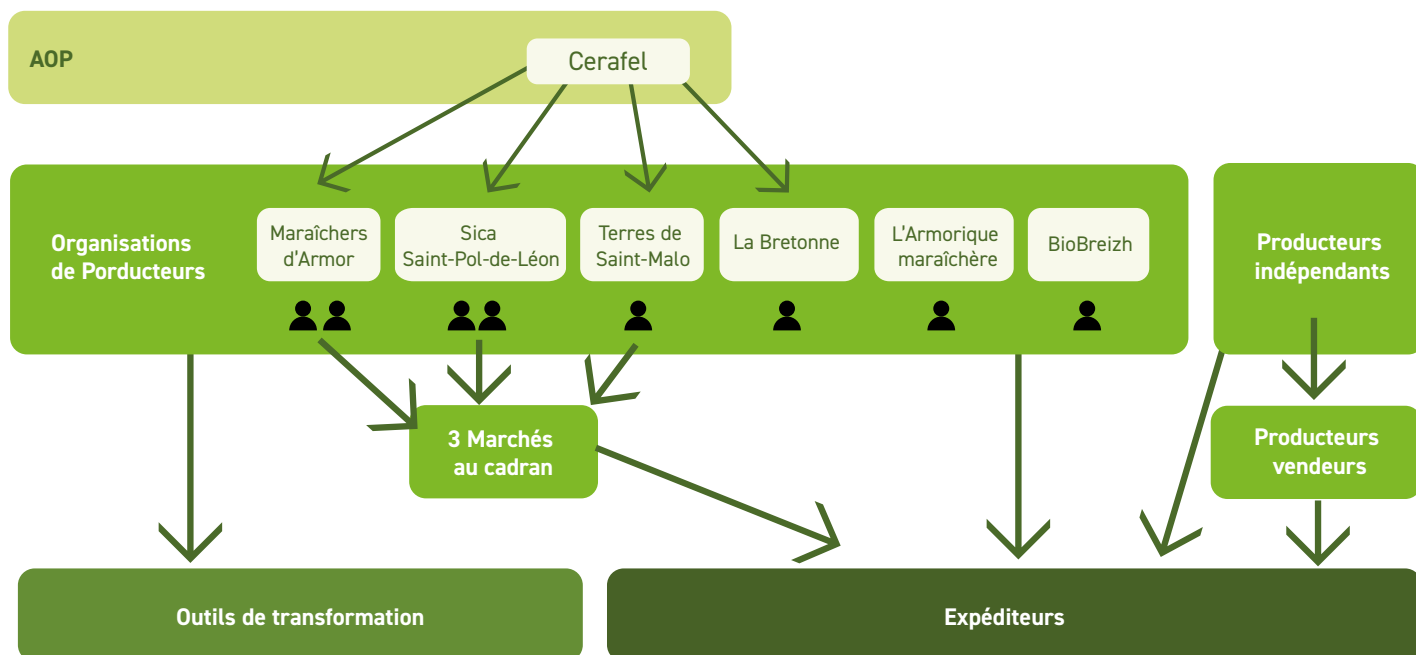 AOP
Cerafel
Organisations
de Porducteurs
Maraîchers
d'Armor
Sica
Saint-Pol-de-Léon
Terres de
Saint-Malo
La Bretonne
L'Armorique
maraîchère
BioBreizh
Producteurs
indépendants
3 Marchés
au cadran
Producteurs
vendeurs
Outils de transformation
Expéditeurs